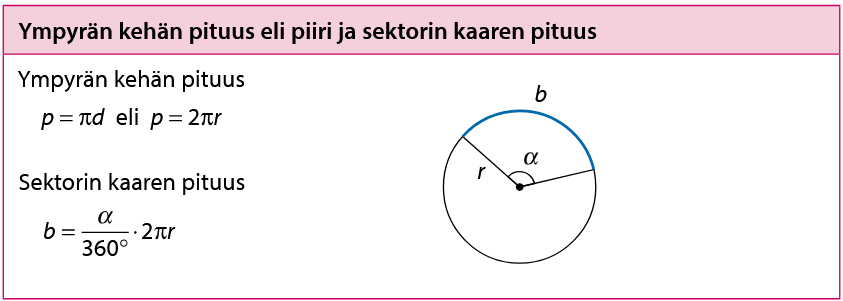 Ympyrän kehän pituus eli piiri ja sektorin kaaren pituus
Ympyrän kehän pituus
p = πd eli p = 2πr
Sektorin kaaren pituus
b = α/360° · 2πr
b
α
r